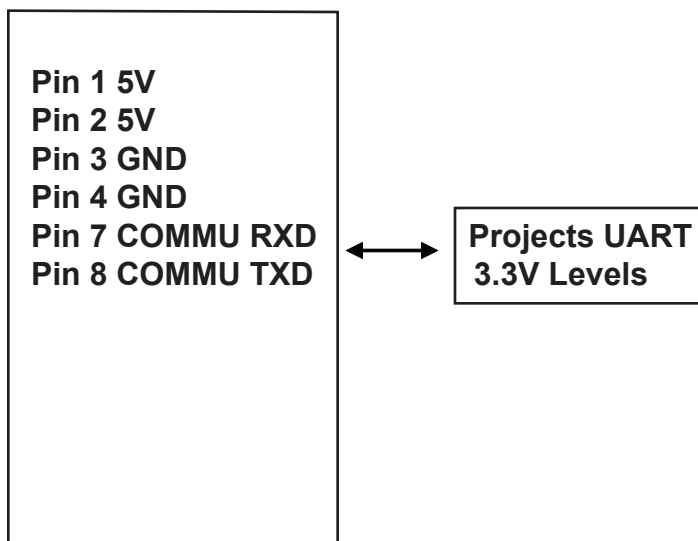 Pin 1 5V
Pin 2 5V
Pin 3 GND
Pin 4 GND
Pin 7 COMMU RXD
Pin 8 COMMU TXD
Projects UART
3.3V Levels